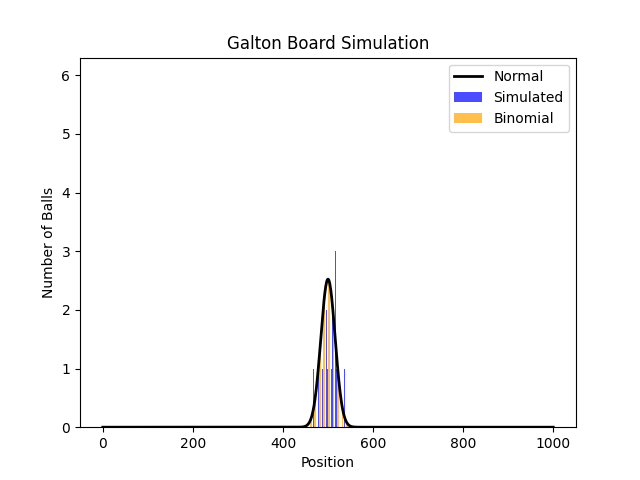 Galton Board Simulation
Normal
Simulated
Binomial
6
5
4
3
2
1
0
Number of Balls
0 200 400 600 800 1000
Position